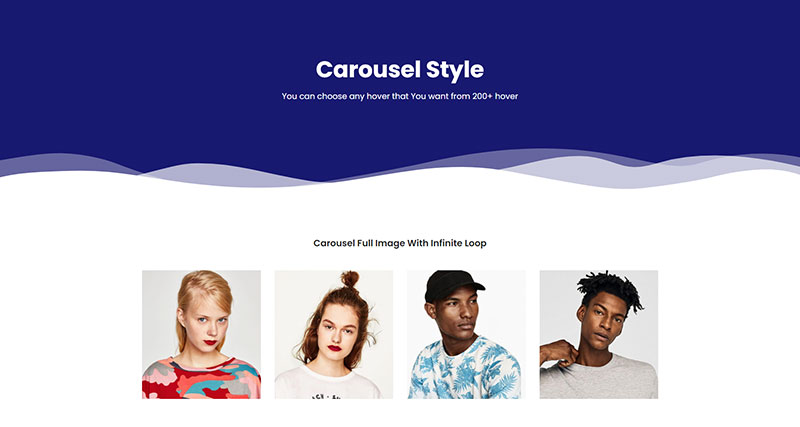 Carousel Style
You can choose any hover that You want from 200+ hover
Carousel Full Image With Infinite Loop